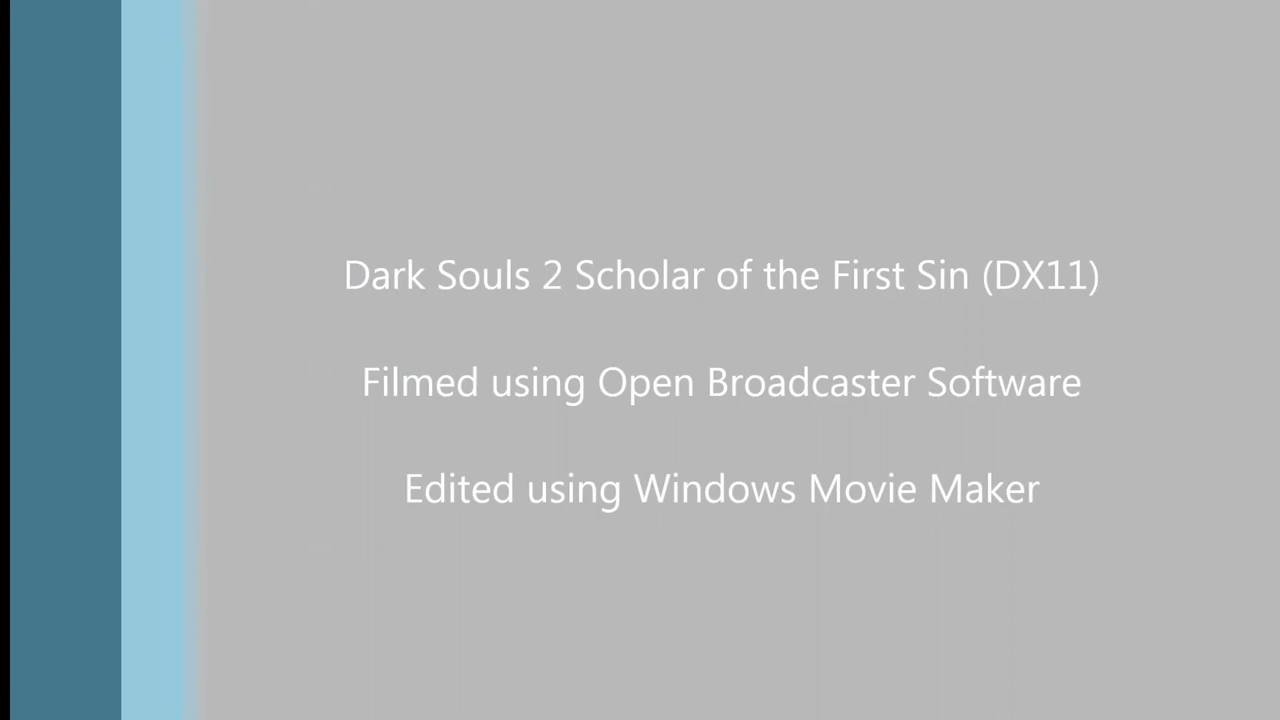 Dark Souls 2 Scholar of the First Sin (DX11)
Filmed using Open Broadcaster Software
Edited using Windows Movie Maker